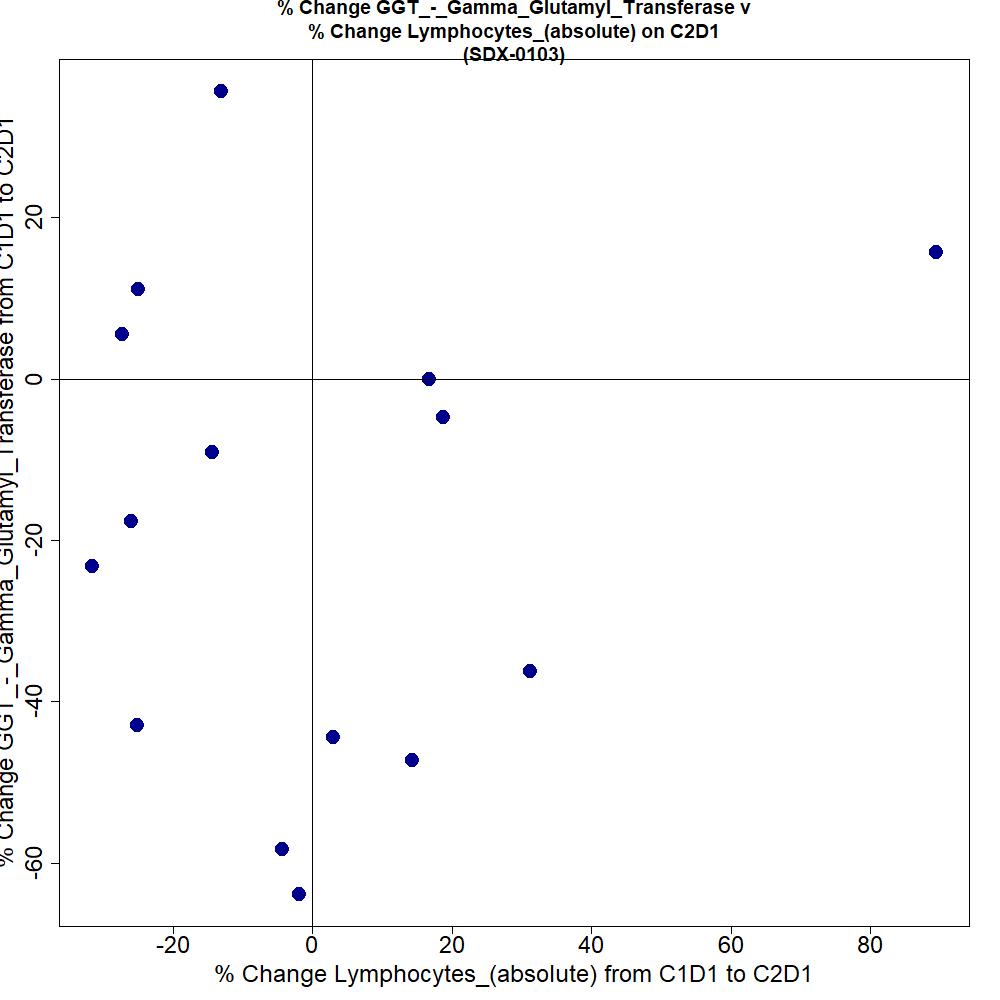 % Change GGT_-_Gamma_Glutamyl_Transferase v
% Change Lymphocytes_(absolute) on C2D1
(SDX-0103)
% Change GGT_-_Gamma_Glutamyl_Transferase from C1D1 to C2D1
20
0
-20
-40
-60
-20 0 20 40 60 80
% Change Lymphocytes_(absolute) from C1D1 to C2D1